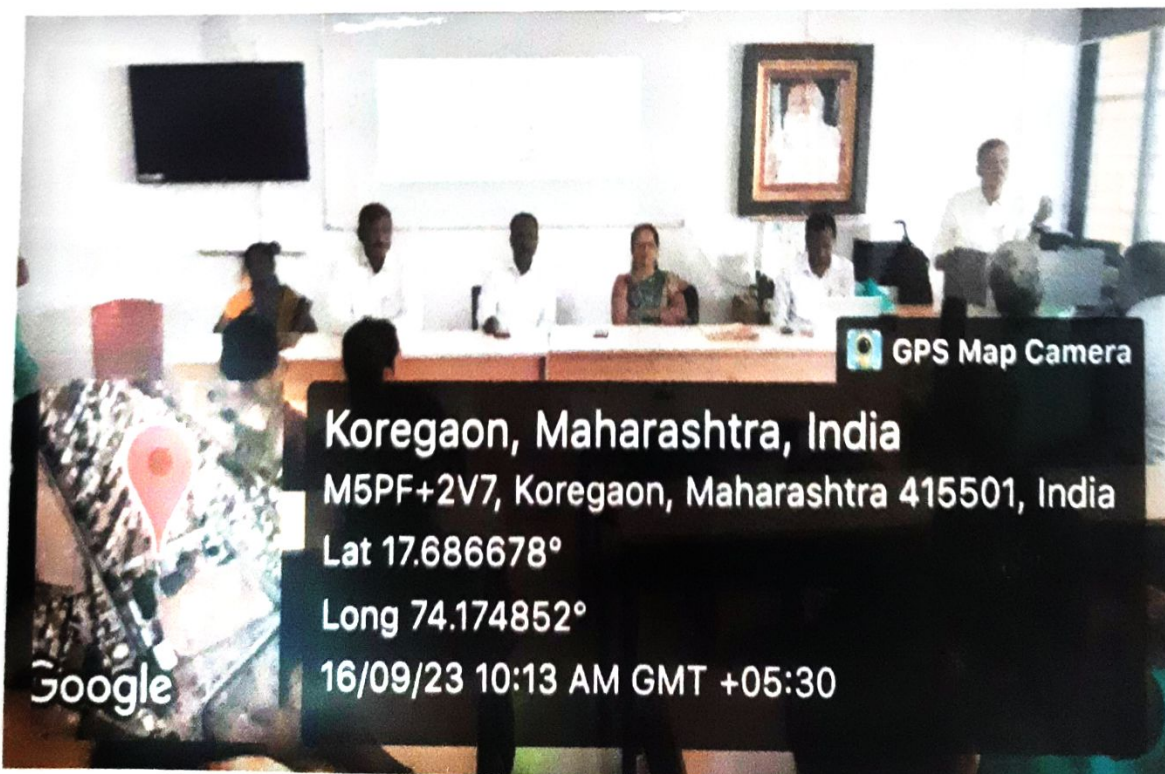 GPS Map Camera
Koregaon, Maharashtra, India
M5PF+2V7, Koregaon, Maharashtra 415501, India
Lat 17.686678°
Long 74.174852°
16/09/23 10:13 AM GMT +05:30
Google